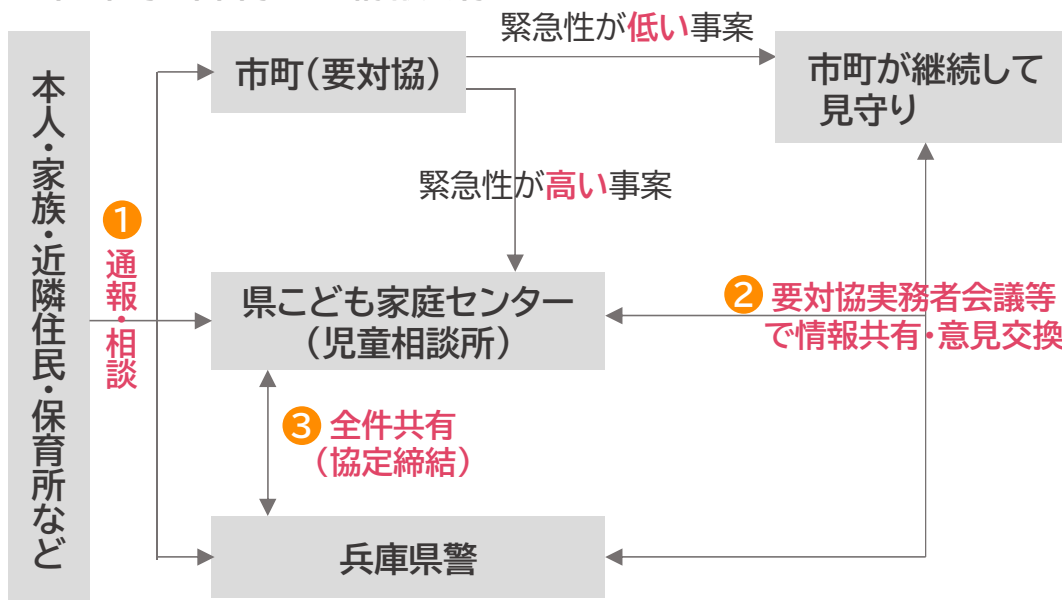 本人・家族・近隣住民・保育所など
❶
通報・相談
市町(要対協)
緊急性が低い事案
市町が継続して
見守り
緊急性が高い事案
県こども家庭センター
(児童相談所)
❷ 要対協実務者会議等
で情報共有・意見交換
❸ 全件共有
(協定締結)
兵庫県警